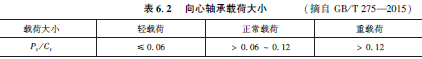 表 6.2 向心轴承载荷大小 (摘自 GB/T 275—2015)
载荷大小 轻载荷 正常载荷 重载荷
Pr/Cr ≤0.06 >0.06~0.12 >0.12